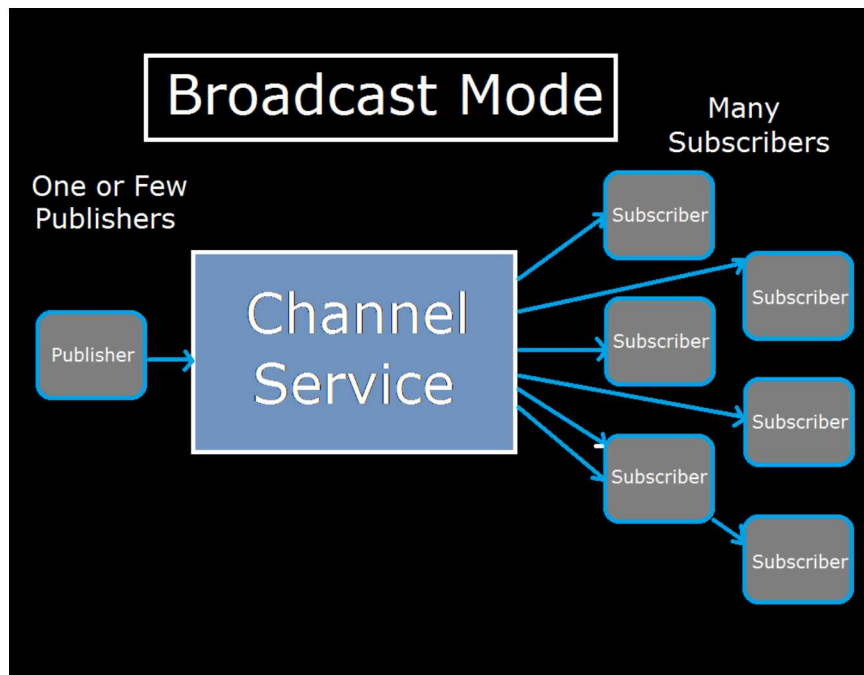 Broadcast Mode
Many
Subscribers
One or Few
Publishers
Subscriber
Subscriber
Channel
Service
Subscriber
Publisher
Subscriber
Subscriber
Subscriber